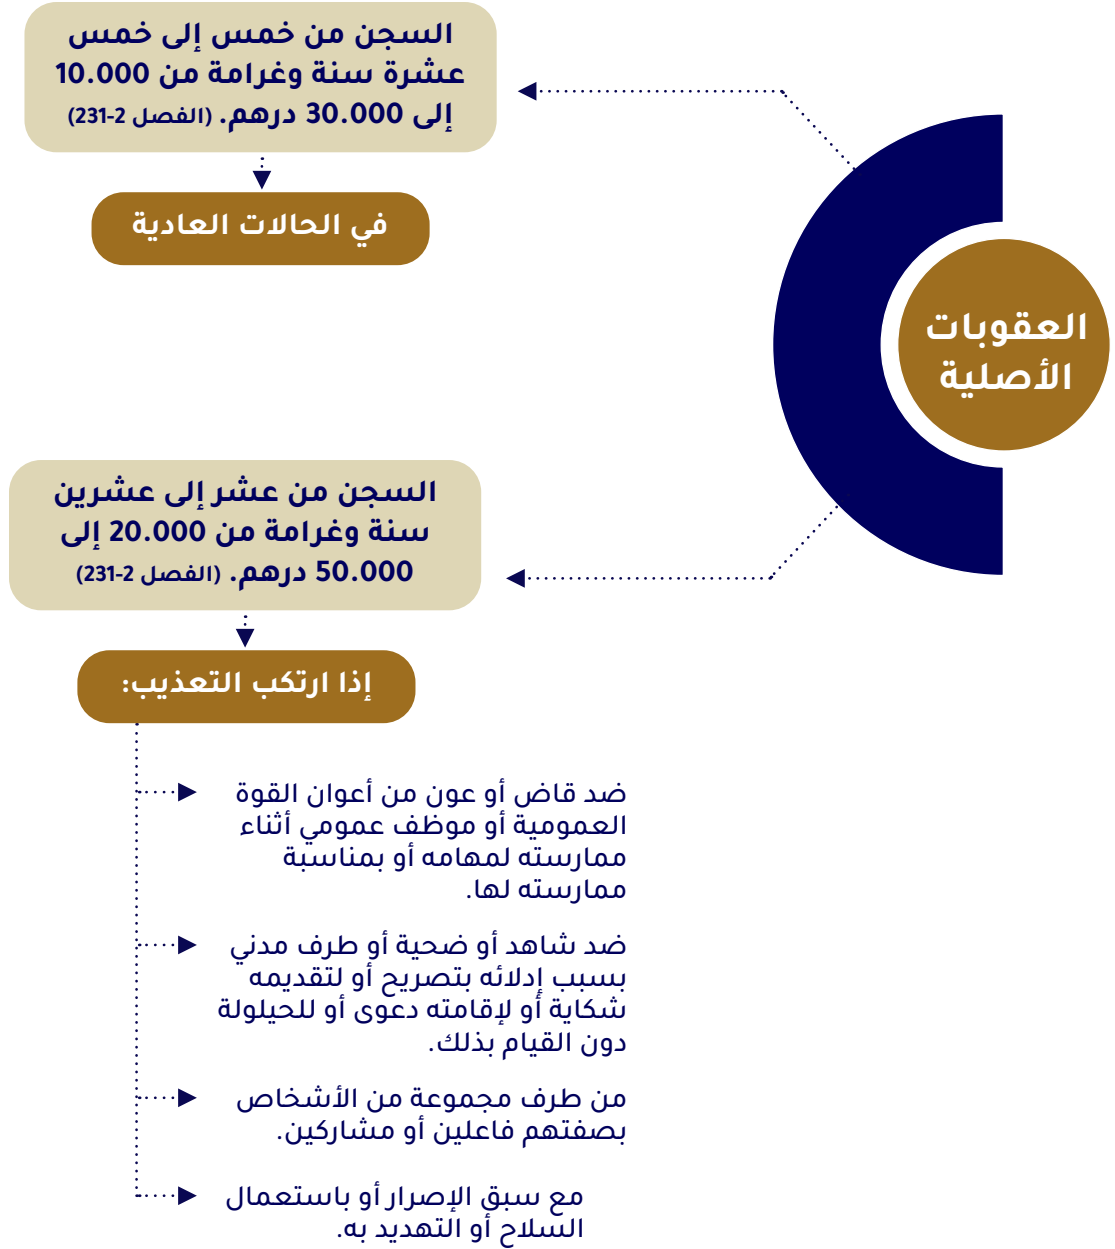 العقوبات
الأصلية
السجن من خمس إلى خمس
عشرة سنة وغرامة من 10.000
إلى 30.000 درهم. (الفصل 2-231)
في الحالات العادية
السجن من عشر إلى عشرين
سنة وغرامة من 20.000 إلى
50.000 درهم. (الفصل 2-231)
إذا ارتكب التعذيب:
ضد قاض أو عون من أعوان القوة
العمومية أو موظف عمومي أثناء
ممارسته لمهامه أو بمناسبة
ممارسته لها.
ضد شاهد أو ضحية أو طرف مدني
بسبب إدلائه بتصريح أو لتقديمه
شكاية أو لإقامته دعوى أو للحيلولة
دون القيام بذلك.
من طرف مجموعة من الأشخاص
بصفتهم فاعلين أو مشاركين.
مع سبق الإصرار أو باستعمال
السلاح أو التهديد به.